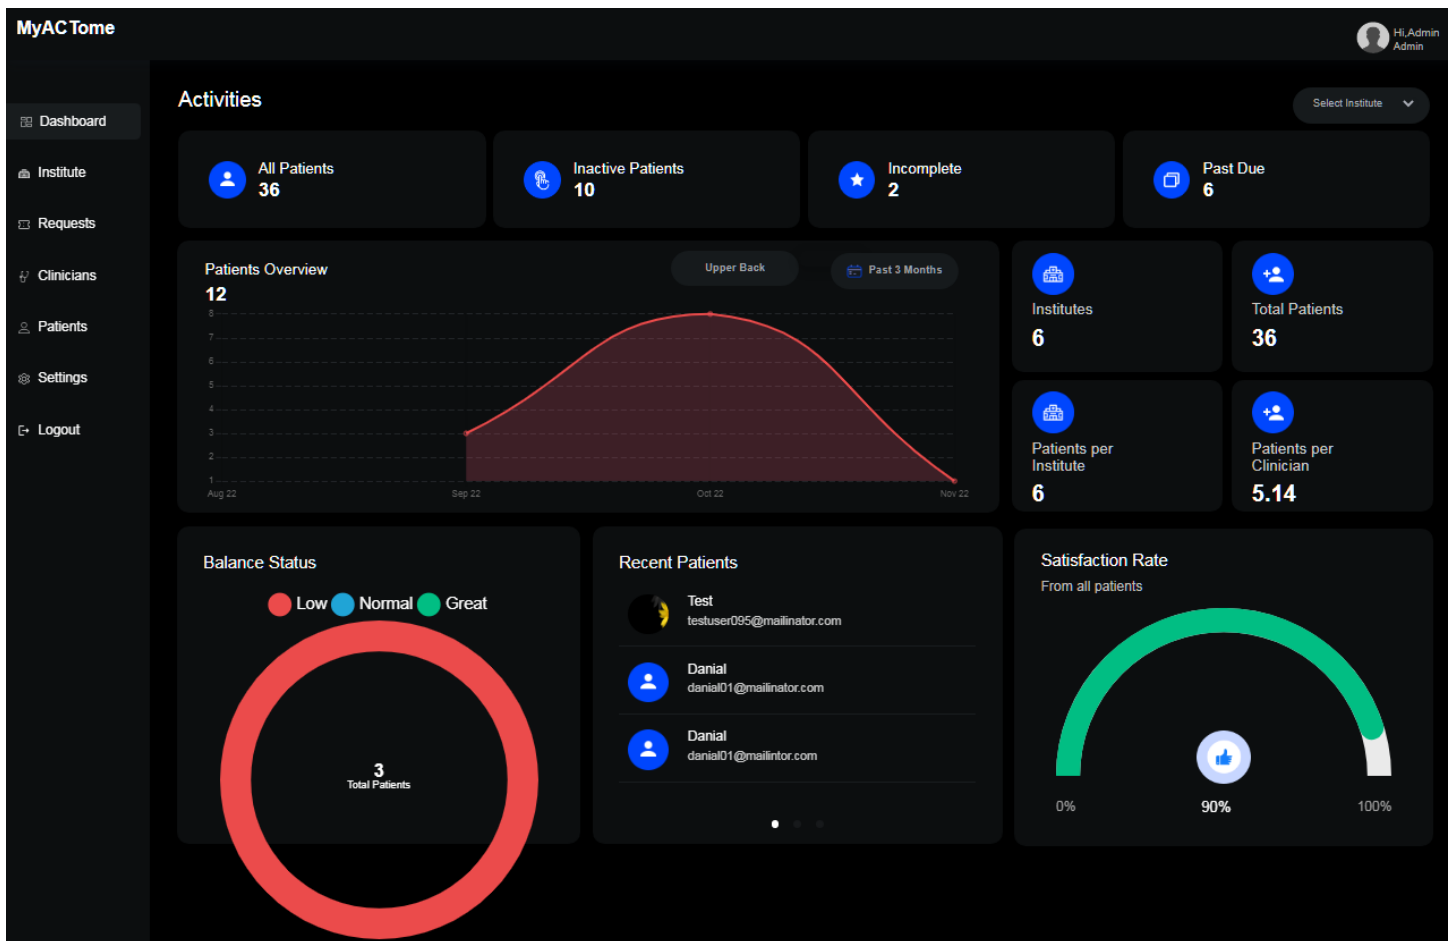 MyACTome
Hi,Admin
Admin
Dashboard
Institute
Requests
Clinicians
Patients
Settings
Logout
Activities
Select Institute
All Patients
36
Inactive Patients
10
Incomplete
2
Past Due
6
Patients Overview
12
Upper Back
Past 3 Months
8
7
6
5
4
3
2
1
Aug 22
Sep 22
Oct 22
Nov 22
Institutes
6
Total Patients
36
Patients per
Institute
6
Patients per
Clinician
5.14
Balance Status
Low
Normal
Great
3
Total Patients
Recent Patients
Test
testuser095@mailinator.com
Danial
danial01@mailinator.com
Danial
danial01@mailintor.com
Satisfaction Rate
From all patients
0%
90%
100%